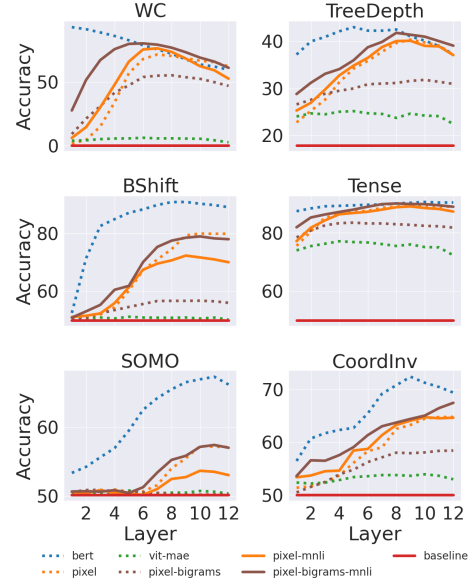 WC
TreeDepth
Accuracy
50
0
40
30
20
BShift
Tense
Accuracy
80
60
80
60
SOMO
CoordInv
Accuracy
60
50
70
60
50
2 4 6 8 10 12
2 4 6 8 10 12
Layer
Layer
bert
vit-mae
pixel-mnli
baseline
pixel
pixel-bigrams
pixel-bigrams-mnli